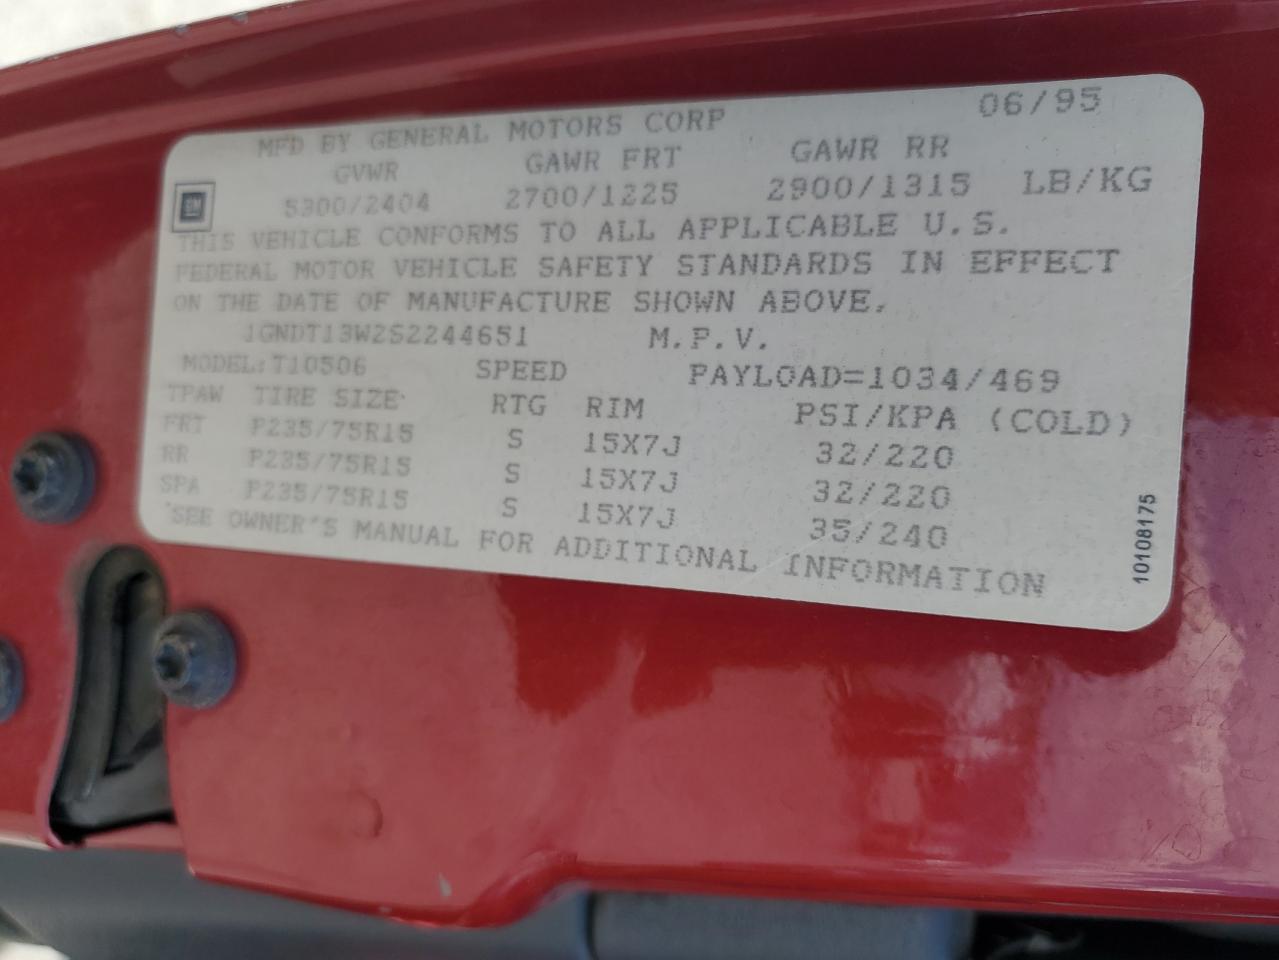 06/95
MFD BY GENERAL MOTORS CORP
GVWR GAWR FRT GAWR RR
5300/2404 2700/1225 2900/1315 LB/KG
GM
THIS VEHICLE CONFORMS TO ALL APPLICABLE U.S.
FEDERAL MOTOR VEHICLE SAFETY STANDARDS IN EFFECT
ON THE DATE OF MANUFACTURE SHOWN ABOVE.
1GNDT13W2S2244651 M.P.V.
MODEL:T10506 SPEED PAYLOAD=1034/469
TPAW TIRE SIZE RTG RIM PSI/KPA (COLD)
FRT P235/75R15 S 15X7J 32/220
RR P235/75R15 S 15X7J 32/220
SPA P235/75R15 S 15X7J 35/240
SEE OWNER'S MANUAL FOR ADDITIONAL INFORMATION
10108175